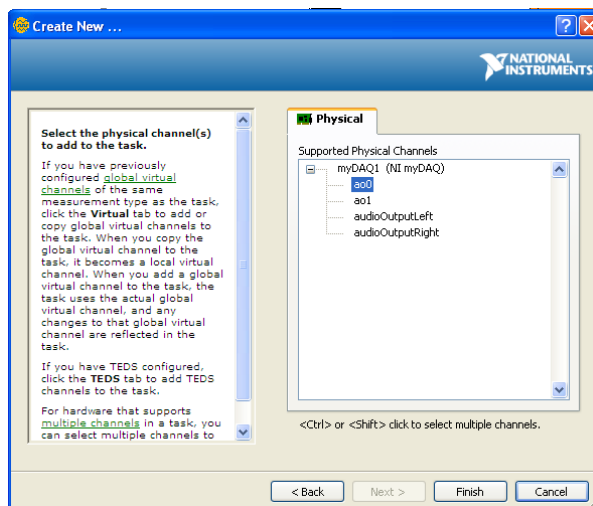 Create New ...
NATIONAL
INSTRUMENTS
Select the physical channel(s)
to add to the task.
If you have previously
configured global virtual
channels of the same
measurement type as the task,
click the Virtual tab to add or
copy global virtual channels to
the task. When you copy the
global virtual channel to the
task, it becomes a local virtual
channel. When you add a global
virtual channel to the task, the
task uses the actual global
virtual channel, and any
changes to that global virtual
channel are reflected in the
task.
If you have TEDS configured,
click the TEDS tab to add TEDS
channels to the task.
For hardware that supports
multiple channels in a task, you
can select multiple channels to
Physical
Supported Physical Channels
myDAQ1 (NI myDAQ)
ao0
ao1
audioOutputLeft
audioOutputRight
<Ctrl> or <Shift> click to select multiple channels.
< Back
Next >
Finish
Cancel